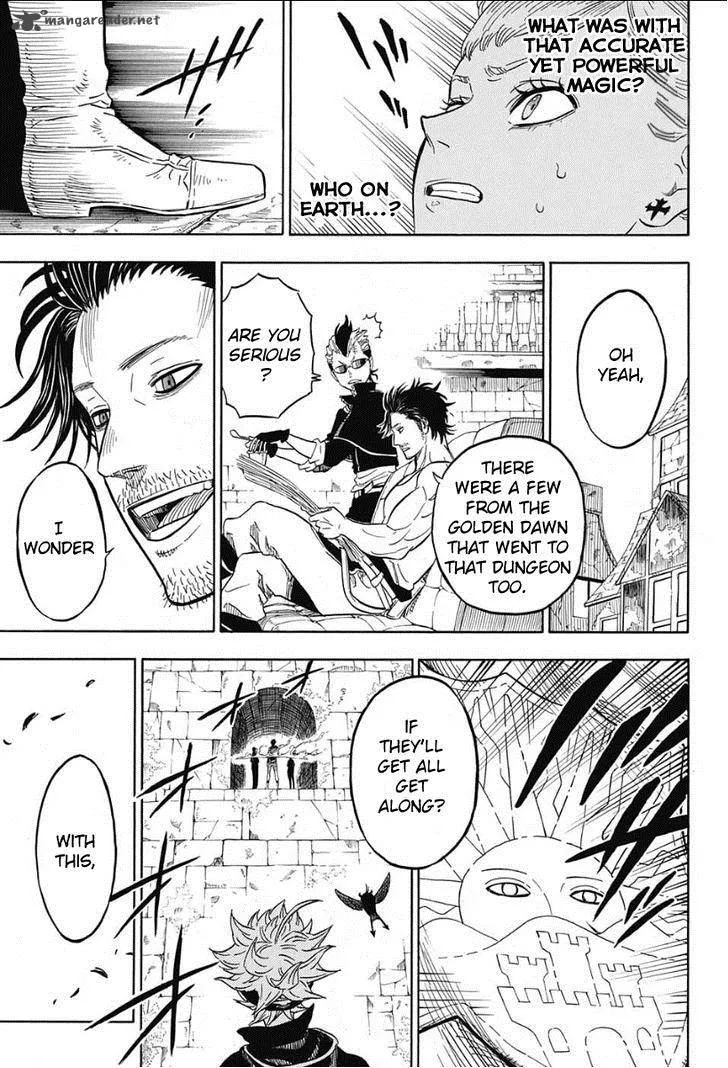 mangareader.net
WHAT WAS WITH
THAT ACCURATE
YET POWERFUL
MAGIC?
WHO ON
EARTH...?
OH
YEAH,
THERE
WERE A FEW
FROM THE
GOLDEN DAWN
THAT WENT TO
THAT DUNGEON
TOO.
ARE YOU
SERIOUS
?
I
WONDER
IF
THEY'LL
GET ALL
GET
ALONG?
WITH
THIS,